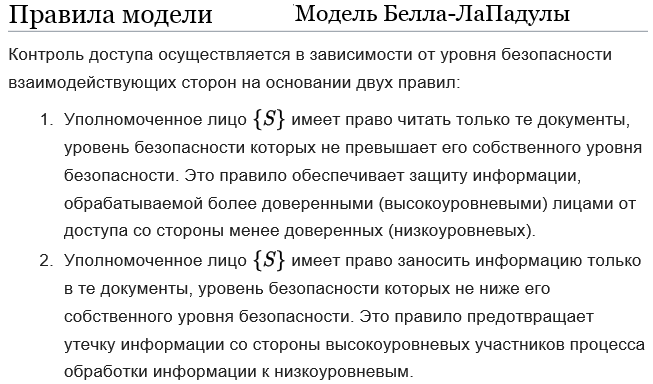 Правила модели Модель Белла-ЛаПадулы
Контроль доступа осуществляется в зависимости от уровня безопасности
взаимодействующих сторон на основании двух правил:
1. Уполномоченное лицо {S} имеет право читать только те документы,
уровень безопасности которых не превышает его собственного уровня
безопасности. Это правило обеспечивает защиту информации,
обрабатываемой более доверенными (высокоуровневыми) лицами от
доступа со стороны менее доверенных (низкоуровневых).
2. Уполномоченное лицо {S} имеет право заносить информацию только
в те документы, уровень безопасности которых не ниже его
собственного уровня безопасности. Это правило предотвращает
утечку информации со стороны высокоуровневых участников процесса
обработки информации к низкоуровневым.